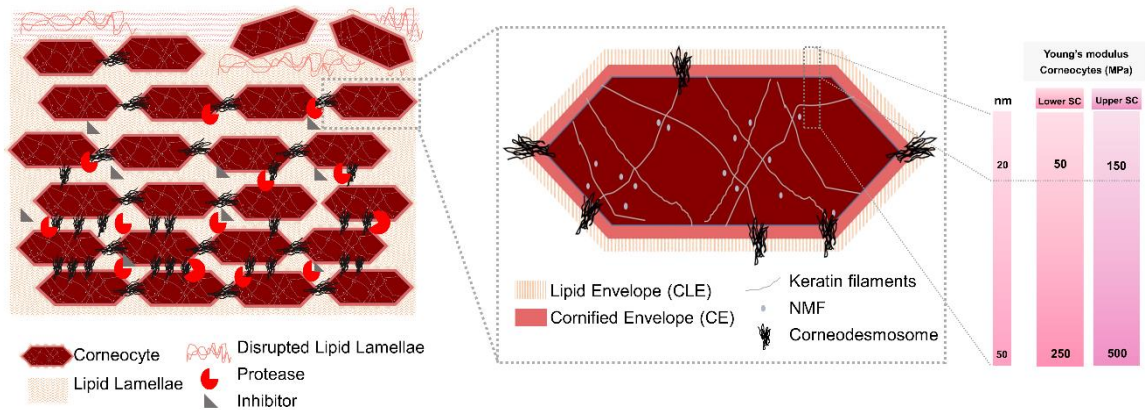 Corneocyte
Lipid Lamellae
Disrupted Lipid Lamellae
Protease
Inhibitor
Lipid Envelope (CLE)
Cornified Envelope (CE)
Keratin filaments
NMF
Corneodesmosome
Young's modulus
Corneocytes (MPa)
nm
Lower SC
Upper SC
20
50
150
50
250
500